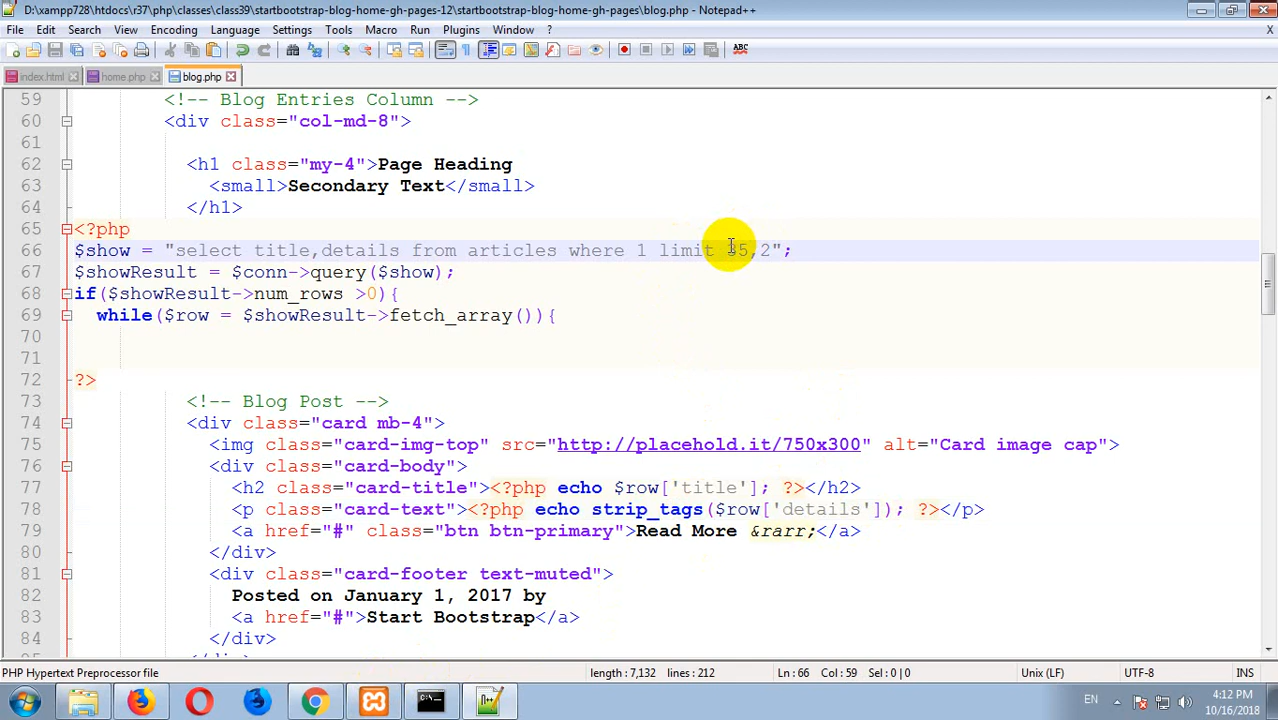 D:\xampp728\htdocs\r37\php\classes\class39\startbootstrap-blog-home-gh-pages-12\startbootstrap-blog-home-gh-pages\blog.php - Notepad++
File Edit Search View Encoding Language Settings Tools Macro Run Plugins Window ? X
ABC
index.html home.php blog.php
59 <!-- Blog Entries Column -->
60 <div class="col-md-8">
61
62 <h1 class="my-4">Page Heading
63 <small>Secondary Text</small>
64 </h1>
65 <?php
66 $show = "select title,details from articles where 1 limit 35,2";
67 $showResult = $conn->query($show);
68 if($showResult->num_rows >0){
69 while($row = $showResult->fetch_array()){
70
71
72 ?>
73 <!-- Blog Post -->
74 <div class="card mb-4">
75 <img class="card-img-top" src="http://placehold.it/750x300" alt="Card image cap">
76 <div class="card-body">
77 <h2 class="card-title"><?php echo $row['title']; ?></h2>
78 <p class="card-text"><?php echo strip_tags($row['details']); ?></p>
79 <a href="#" class="btn btn-primary">Read More &rarr;</a>
80 </div>
81 <div class="card-footer text-muted">
82 Posted on January 1, 2017 by
83 <a href="#">Start Bootstrap</a>
84 </div>
PHP Hypertext Preprocessor file length : 7,132 lines : 212 Ln : 66 Col : 59 Sel : 0 | 0 Unix (LF) UTF-8 INS
EN 4:12 PM
10/16/2018